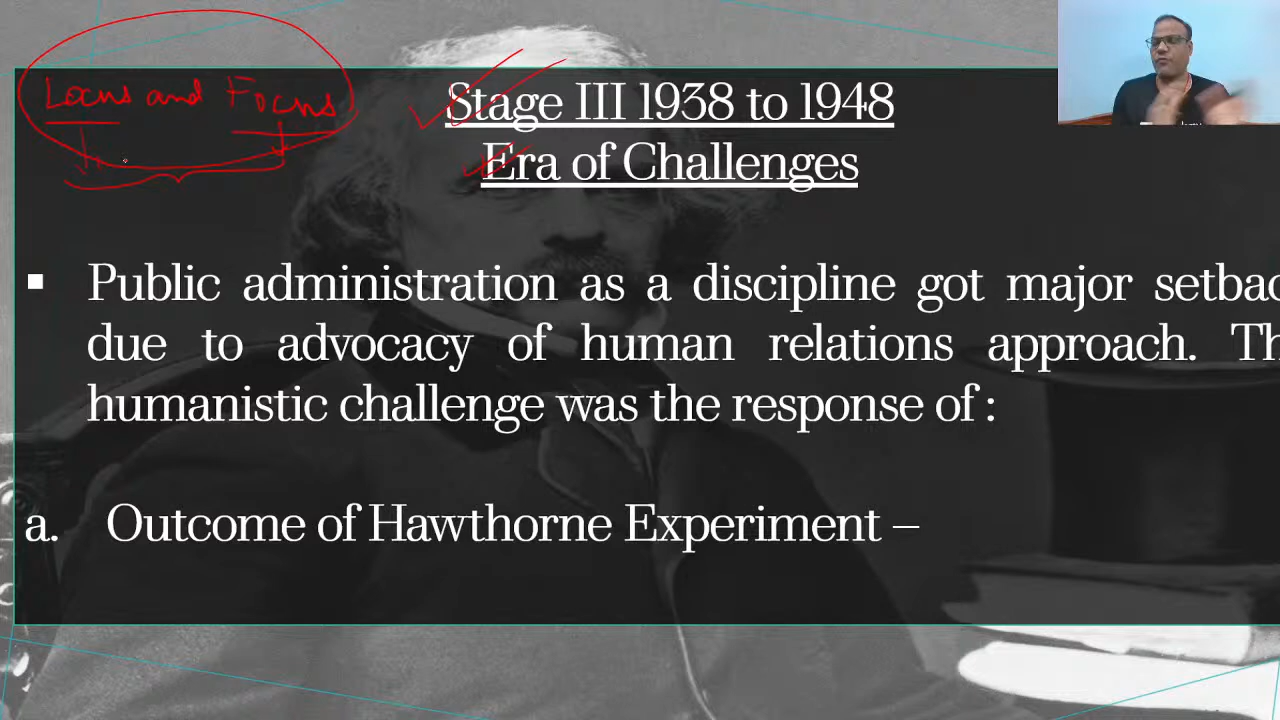 Locus and Focus
Stage III 1938 to 1948
Era of Challenges
▪ Public administration as a discipline got major setbac
due to advocacy of human relations approach. Th
humanistic challenge was the response of :
a. Outcome of Hawthorne Experiment –